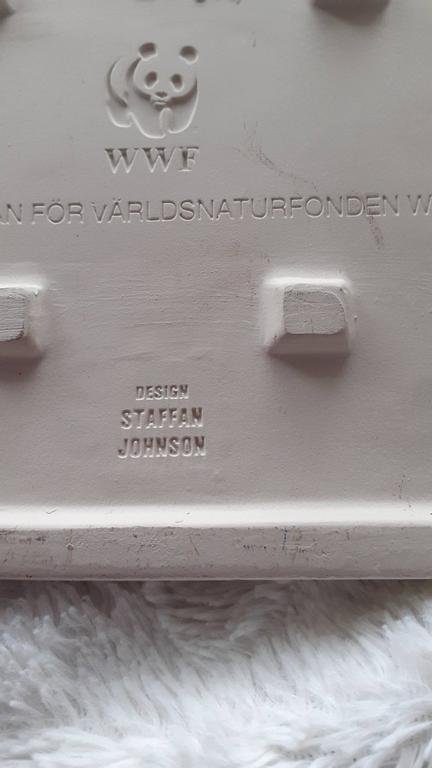 WWF
AN FÖR VÄRLDSNATURFONDEN W
DESIGN
STAFFAN
JOHNSON